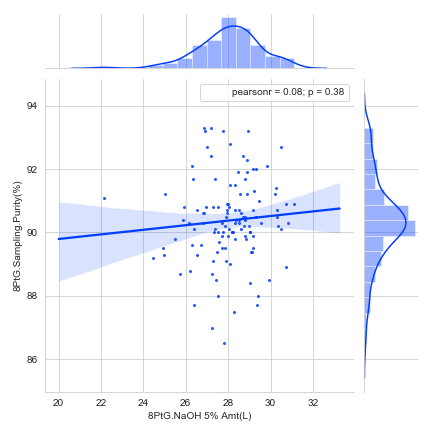 pearsonr = 0.08; p = 0.38
94
92
90
88
86
8PtG.Sampling.Purity(%)
20 22 24 26 28 30 32
8PtG.NaOH 5% Amt(L)